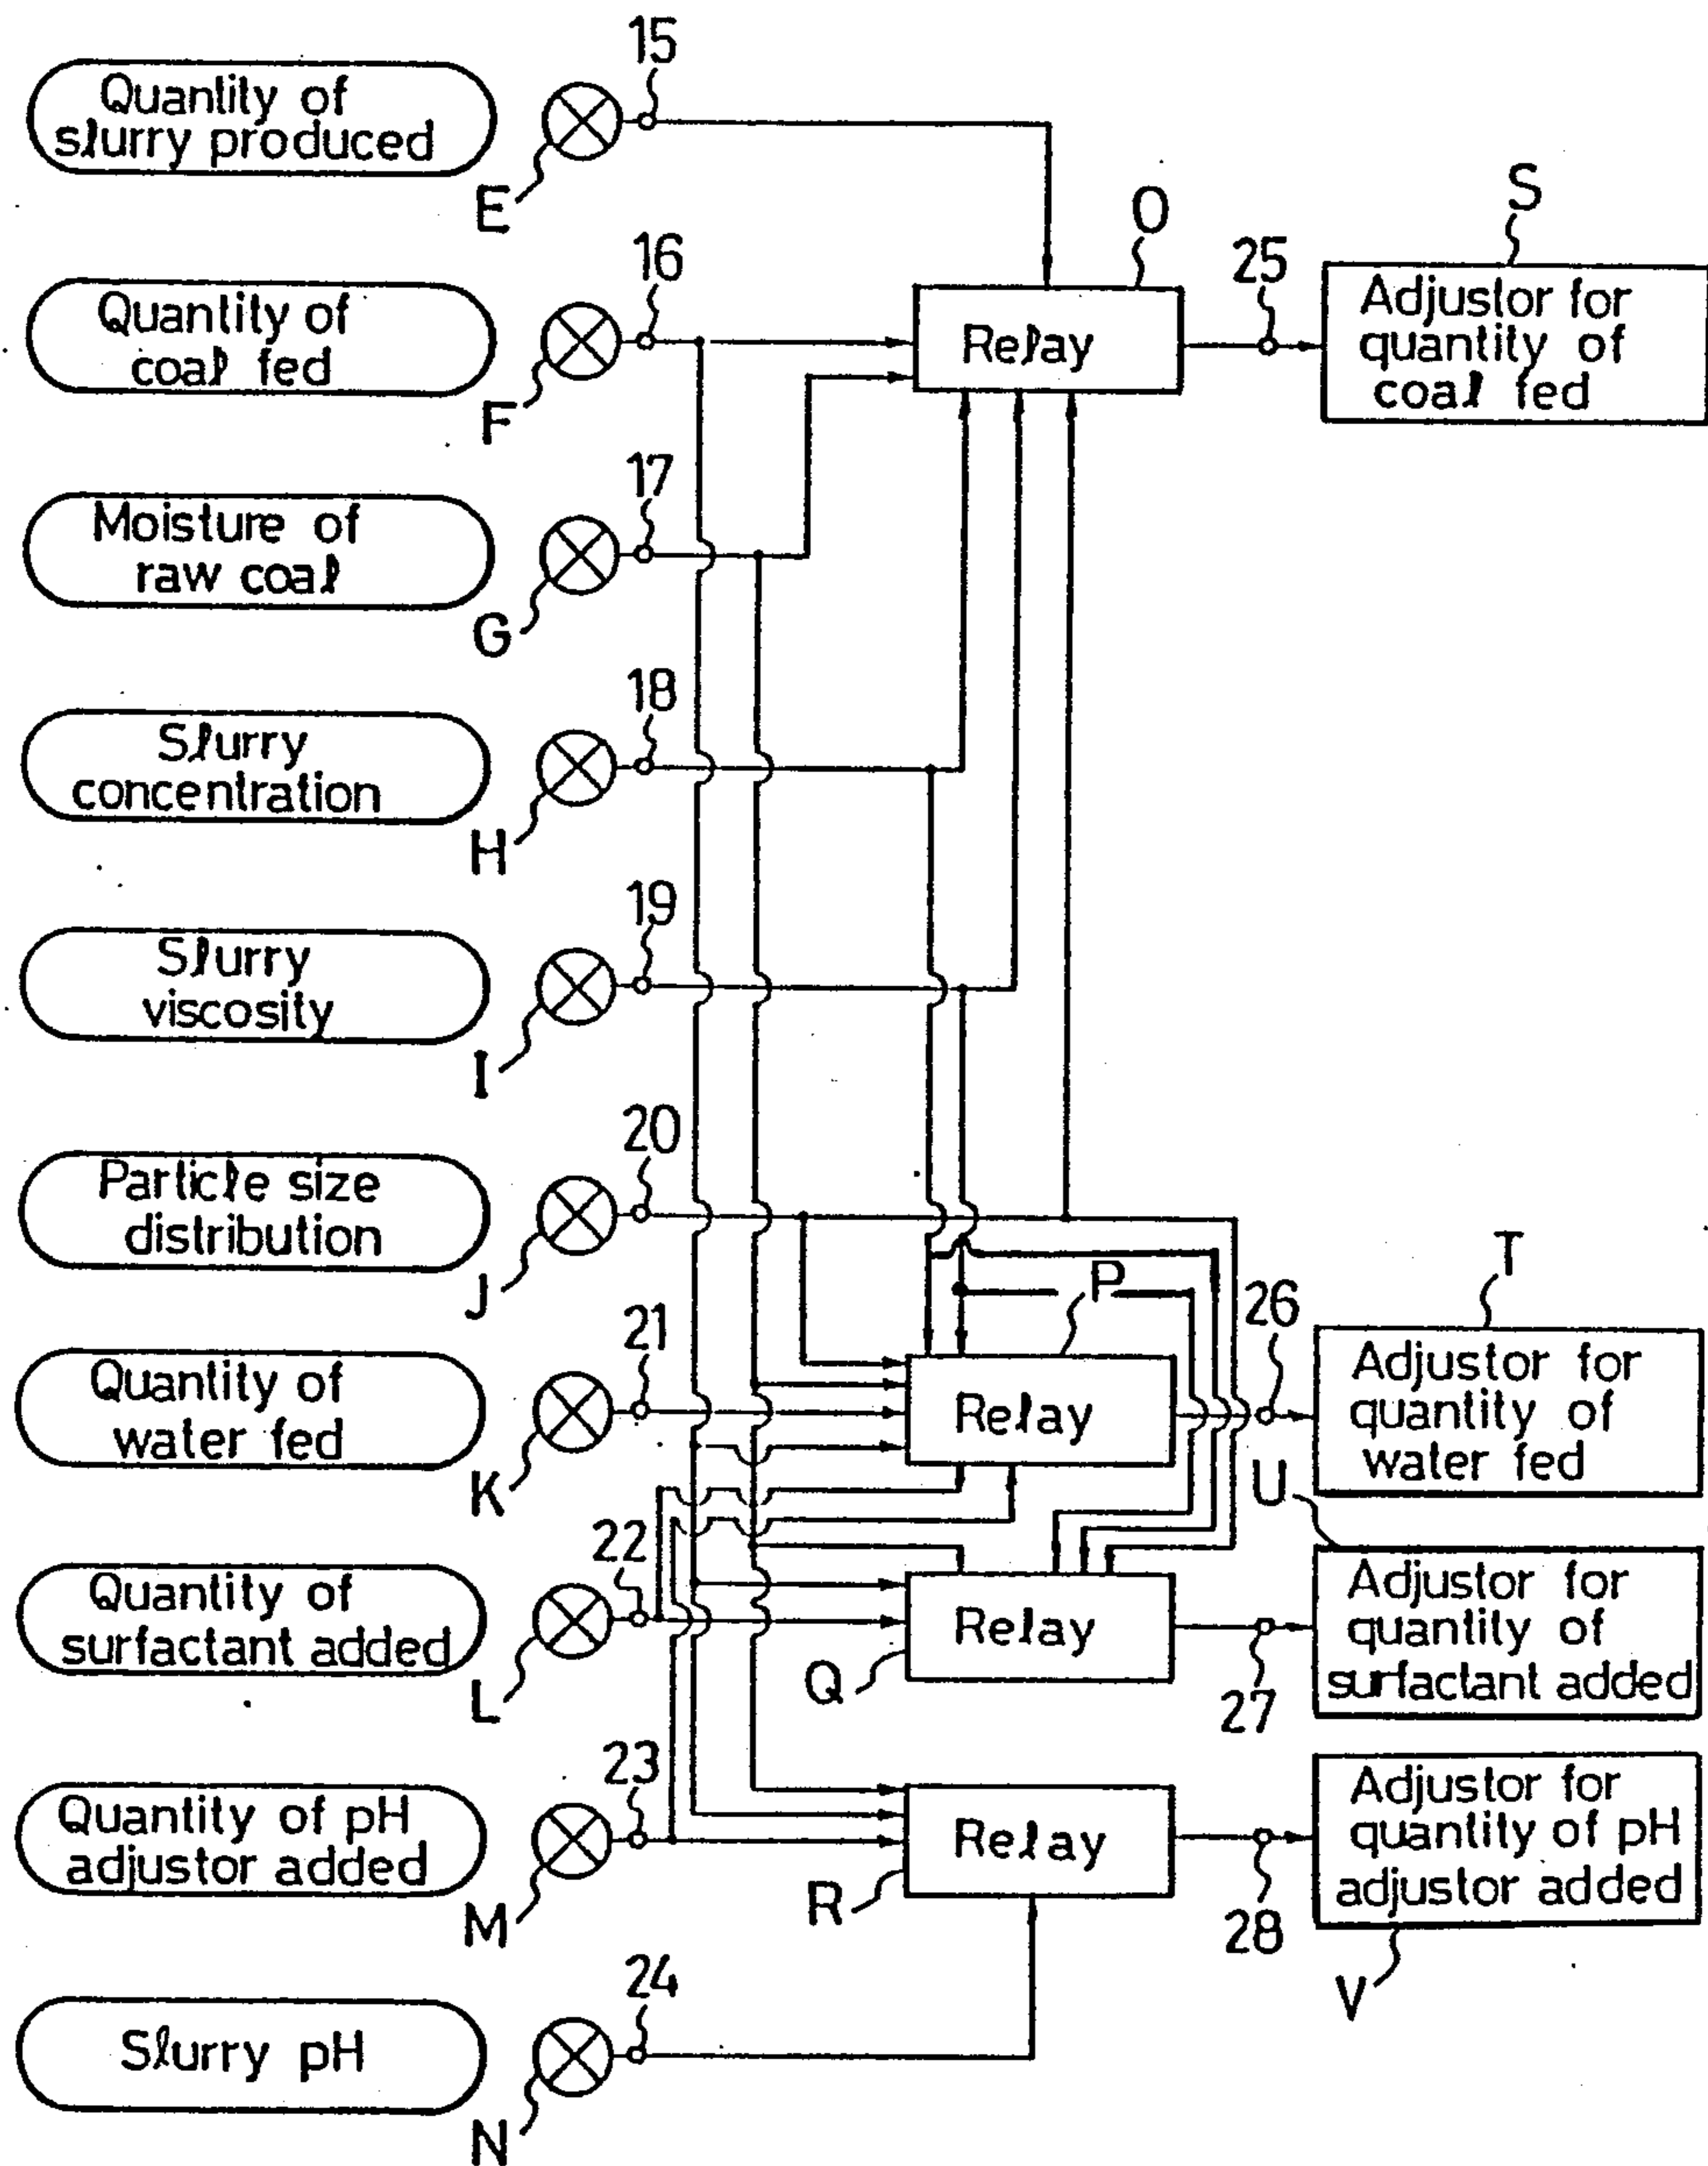 15
Quantity of
slurry produced
E
O
S
16
25
Quantity of
coal fed
F
Relay
Adjustor for
quantity of
coal fed
17
Moisture of
raw coal
G
18
Slurry
concentration
H
19
Slurry
viscosity
I
20
Particle size
distribution
J
P
T
21
26
Quantity of
water fed
K
Relay
Adjustor for
quantity of
water fed
U
22
Quantity of
surfactant added
L
Relay
Q
27
Adjustor for
quantity of
surfactant added
23
Quantity of pH
adjustor added
M
Relay
R
28
Adjustor for
quantity of pH
adjustor added
V
24
Slurry pH
N